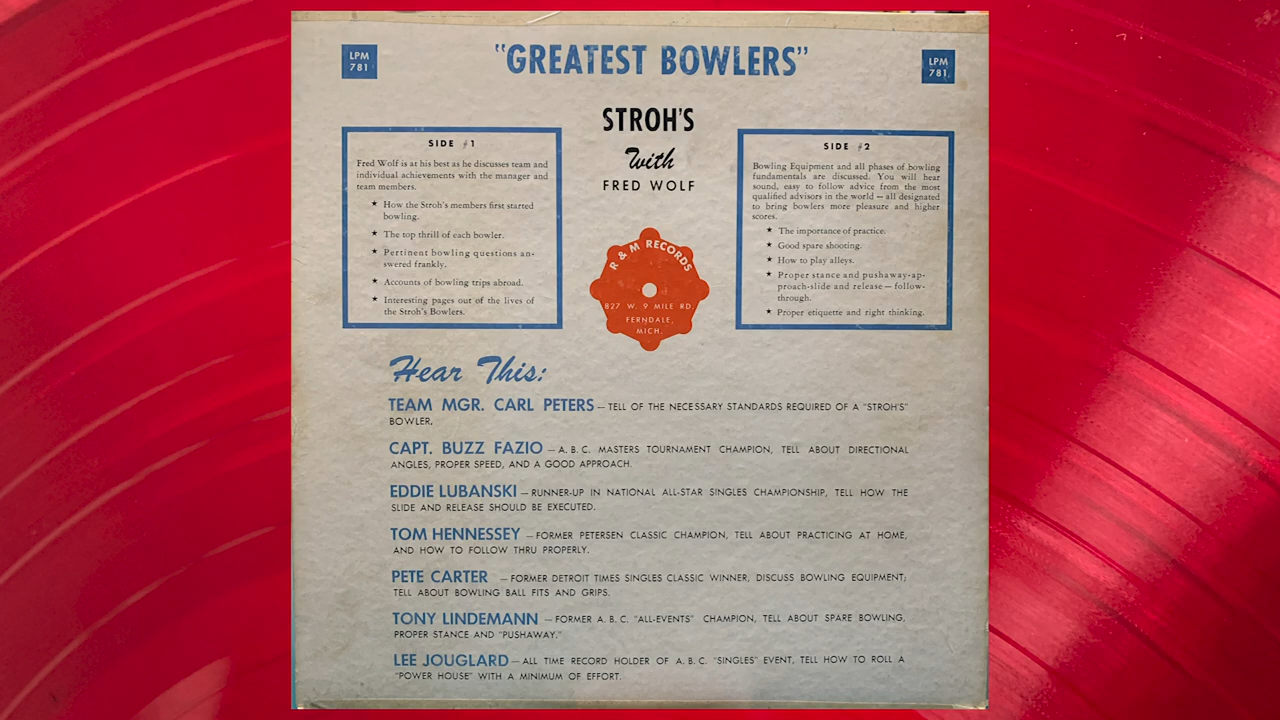 "GREATEST BOWLERS"
LPM
781
LPM
781
STROH'S
With
FRED WOLF
SIDE #1
Fred Wolf is at his best as he discusses team and
individual achievements with the manager and
team members.
★ How the Stroh's members first started
bowling.
★ The top thrill of each bowler.
★ Pertinent bowling questions an-
swered frankly.
★ Accounts of bowling trips abroad.
★ Interesting pages out of the lives of
the Stroh's Bowlers.
SIDE #2
Bowling Equipment and all phases of bowling
fundamentals are discussed. You will hear
sound, easy to follow advice from the most
qualified advisors in the world — all designated
to bring bowlers more pleasure and higher
scores.
★ The importance of practice.
★ Good spare shooting.
★ How to play alleys.
★ Proper stance and pushaway-ap-
proach-slide and release — follow-
through.
★ Proper etiquette and right thinking.
R & M RECORDS
827 W. 9 MILE RD.
FERNDALE,
MICH.
Hear This:
TEAM MGR. CARL PETERS — TELL OF THE NECESSARY STANDARDS REQUIRED OF A "STROH'S"
BOWLER.
CAPT. BUZZ FAZIO — A. B. C. MASTERS TOURNAMENT CHAMPION, TELL ABOUT DIRECTIONAL
ANGLES, PROPER SPEED, AND A GOOD APPROACH.
EDDIE LUBANSKI — RUNNER-UP IN NATIONAL ALL-STAR SINGLES CHAMPIONSHIP, TELL HOW THE
SLIDE AND RELEASE SHOULD BE EXECUTED.
TOM HENNESSEY — FORMER PETERSEN CLASSIC CHAMPION, TELL ABOUT PRACTICING AT HOME,
AND HOW TO FOLLOW THRU PROPERLY.
PETE CARTER — FORMER DETROIT TIMES SINGLES CLASSIC WINNER, DISCUSS BOWLING EQUIPMENT;
TELL ABOUT BOWLING BALL FITS AND GRIPS.
TONY LINDEMANN — FORMER A. B. C. "ALL-EVENTS" CHAMPION, TELL ABOUT SPARE BOWLING,
PROPER STANCE AND "PUSHAWAY."
LEE JOUGLARD — ALL TIME RECORD HOLDER OF A. B. C. "SINGLES" EVENT, TELL HOW TO ROLL A
"POWER HOUSE" WITH A MINIMUM OF EFFORT.